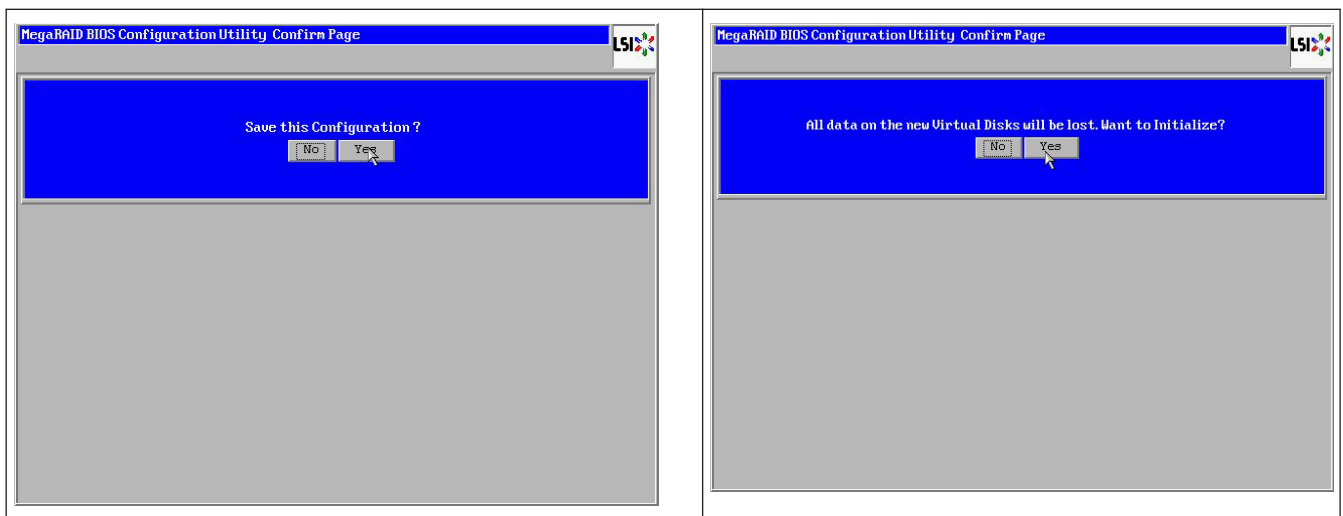 MegaRAID BIOS Configuration Utility Confirm Page
LSI
Save this Configuration ?
No Yes
MegaRAID BIOS Configuration Utility Confirm Page
LSI
All data on the new Virtual Disks will be lost. Want to Initialize?
No Yes